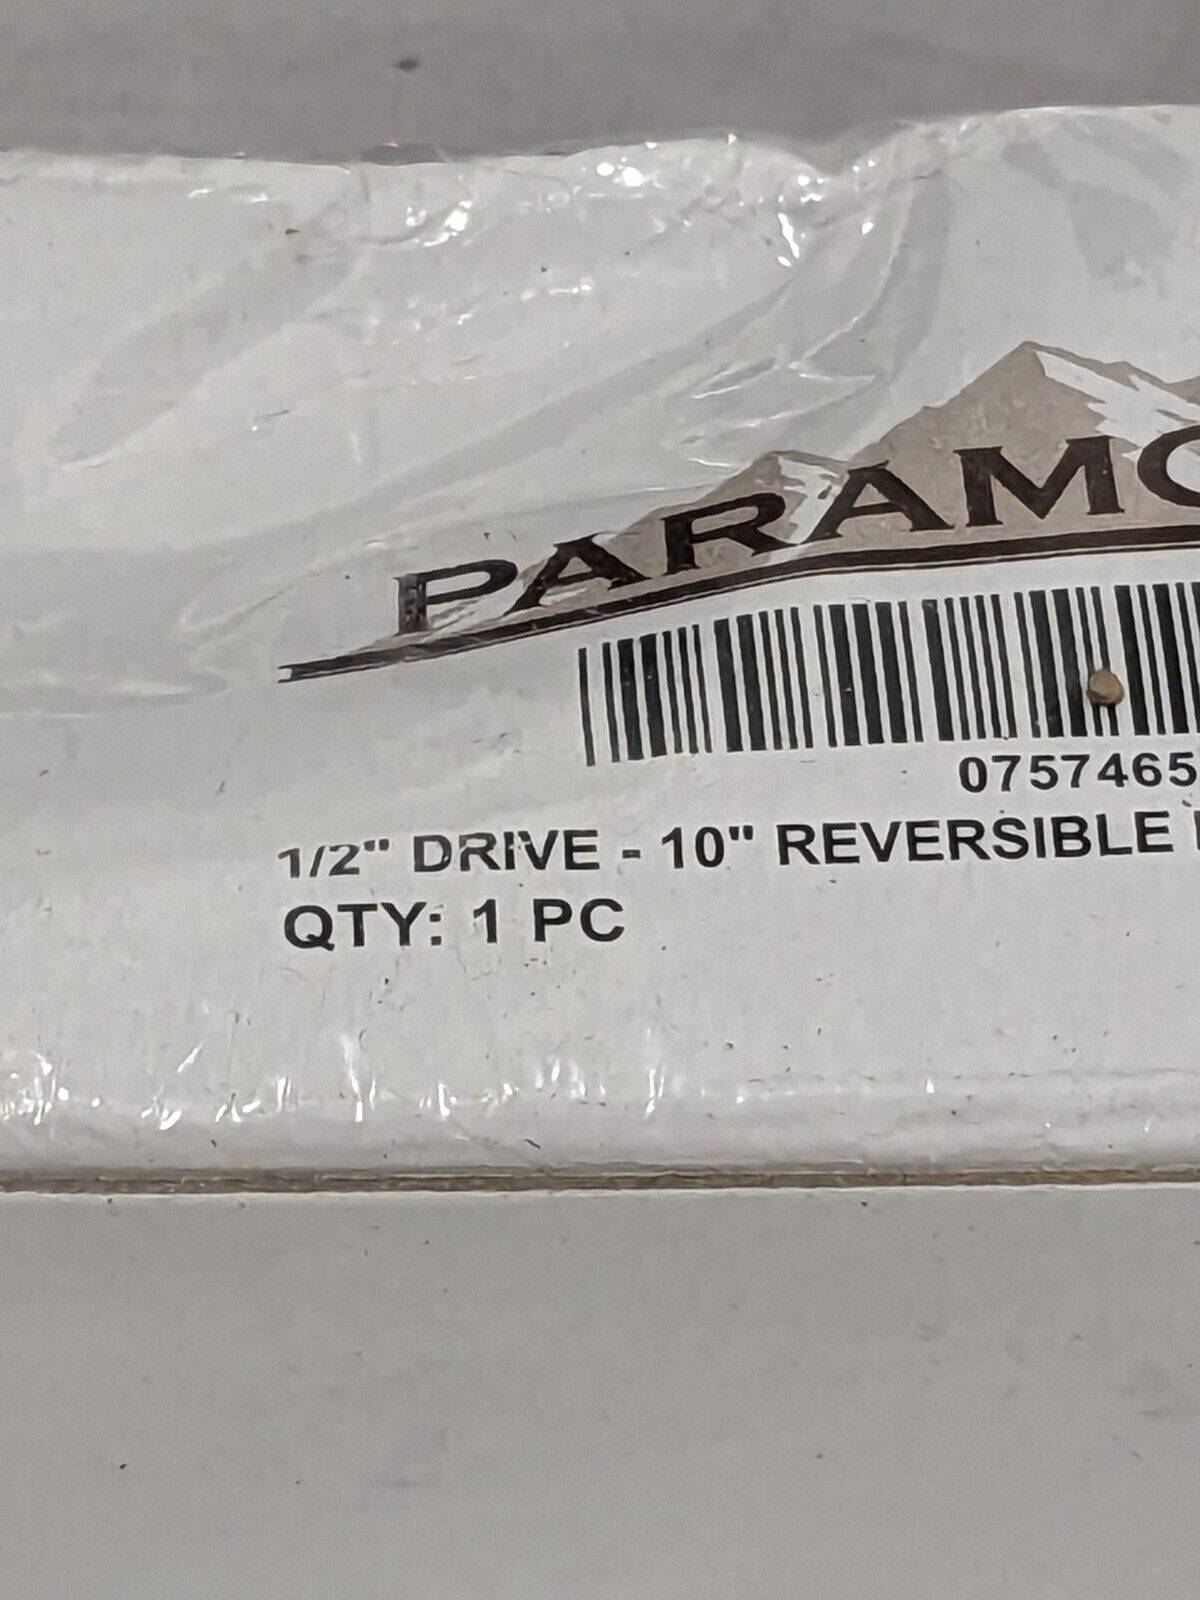 PARAMO
0757465
1/2" DRIVE - 10" REVERSIBLE
QTY: 1 PC